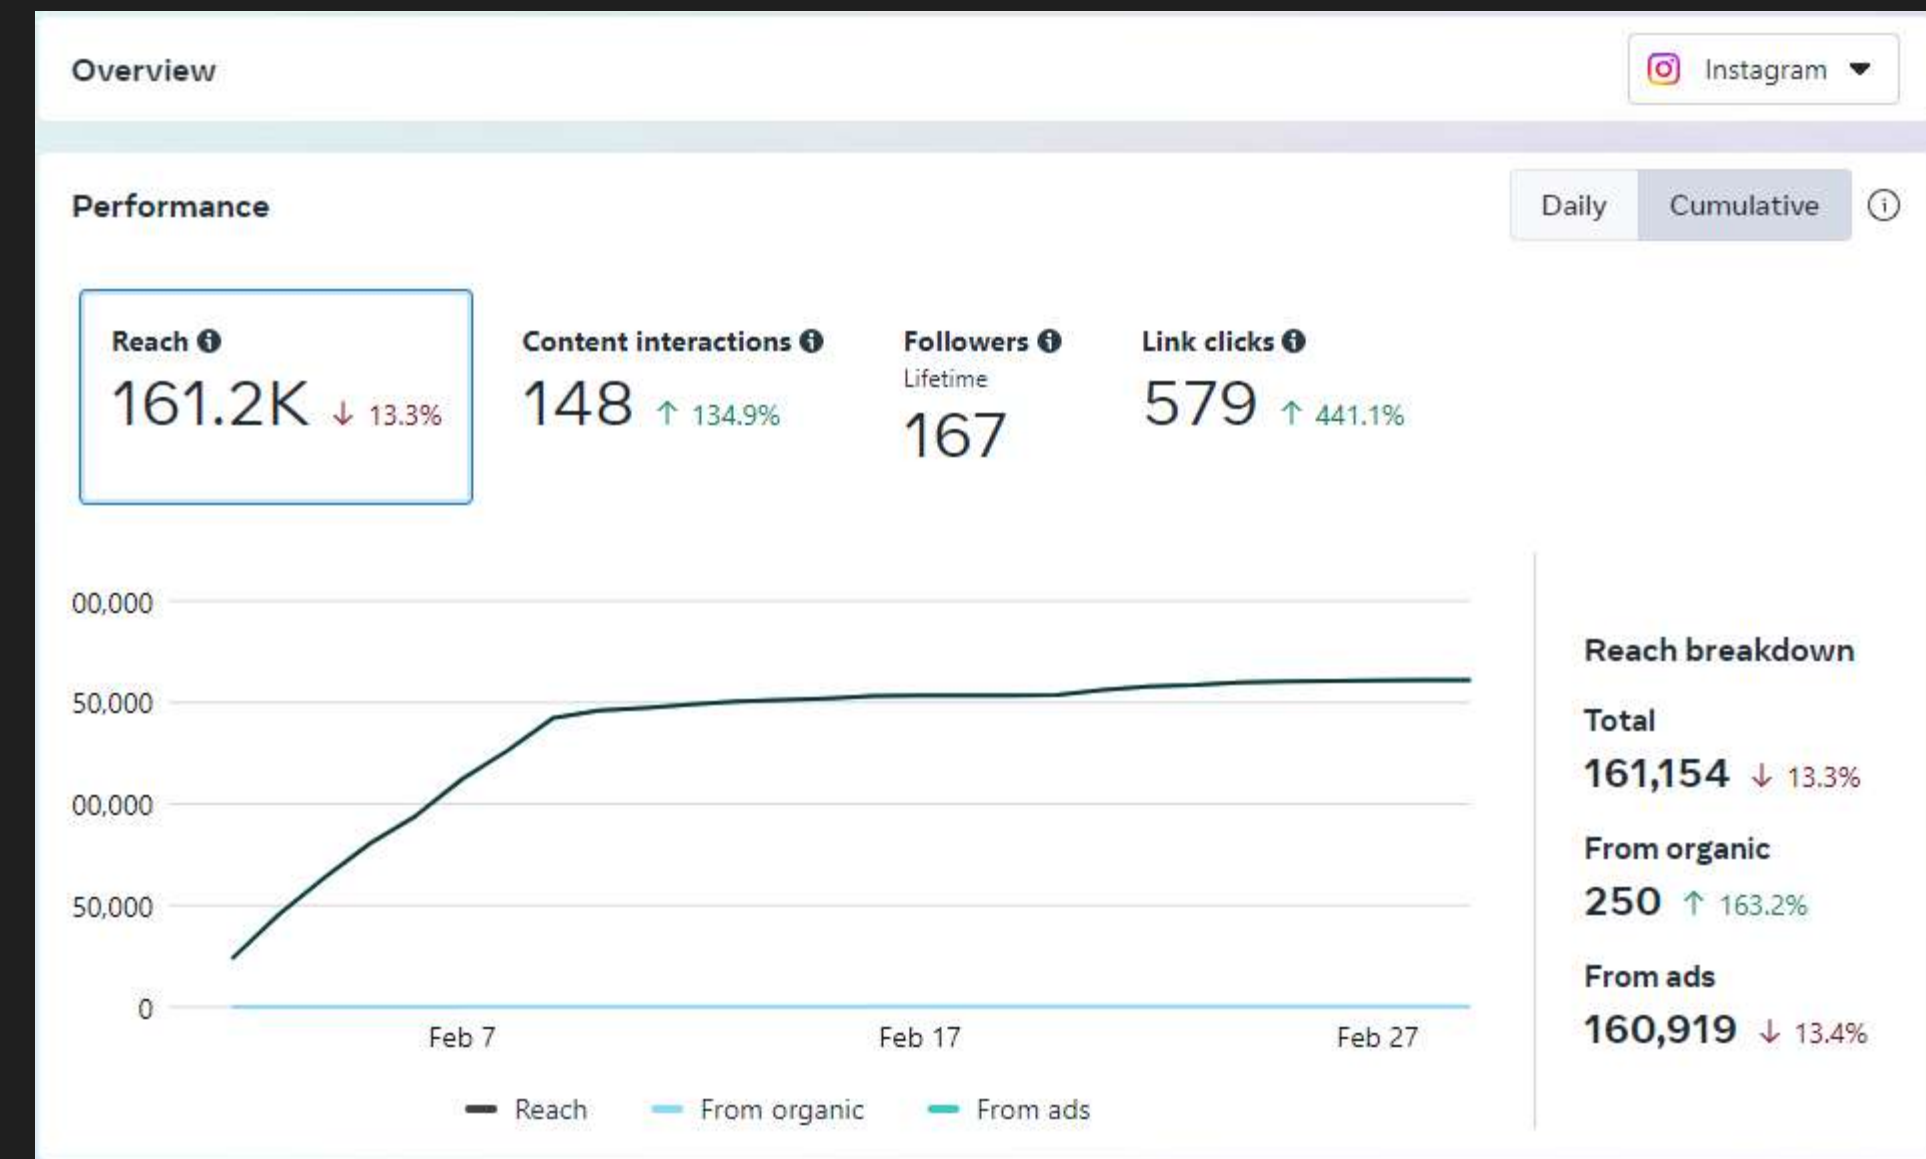 Overview
Instagram
Performance
Daily
Cumulative
Reach
161.2K ↓ 13.3%
Content interactions
148 ↑ 134.9%
Followers
Lifetime
167
Link clicks
579 ↑ 441.1%
00,000
50,000
00,000
50,000
0
Feb 7
Feb 17
Feb 27
Reach
From organic
From ads
Reach breakdown
Total
161,154 ↓ 13.3%
From organic
250 ↑ 163.2%
From ads
160,919 ↓ 13.4%